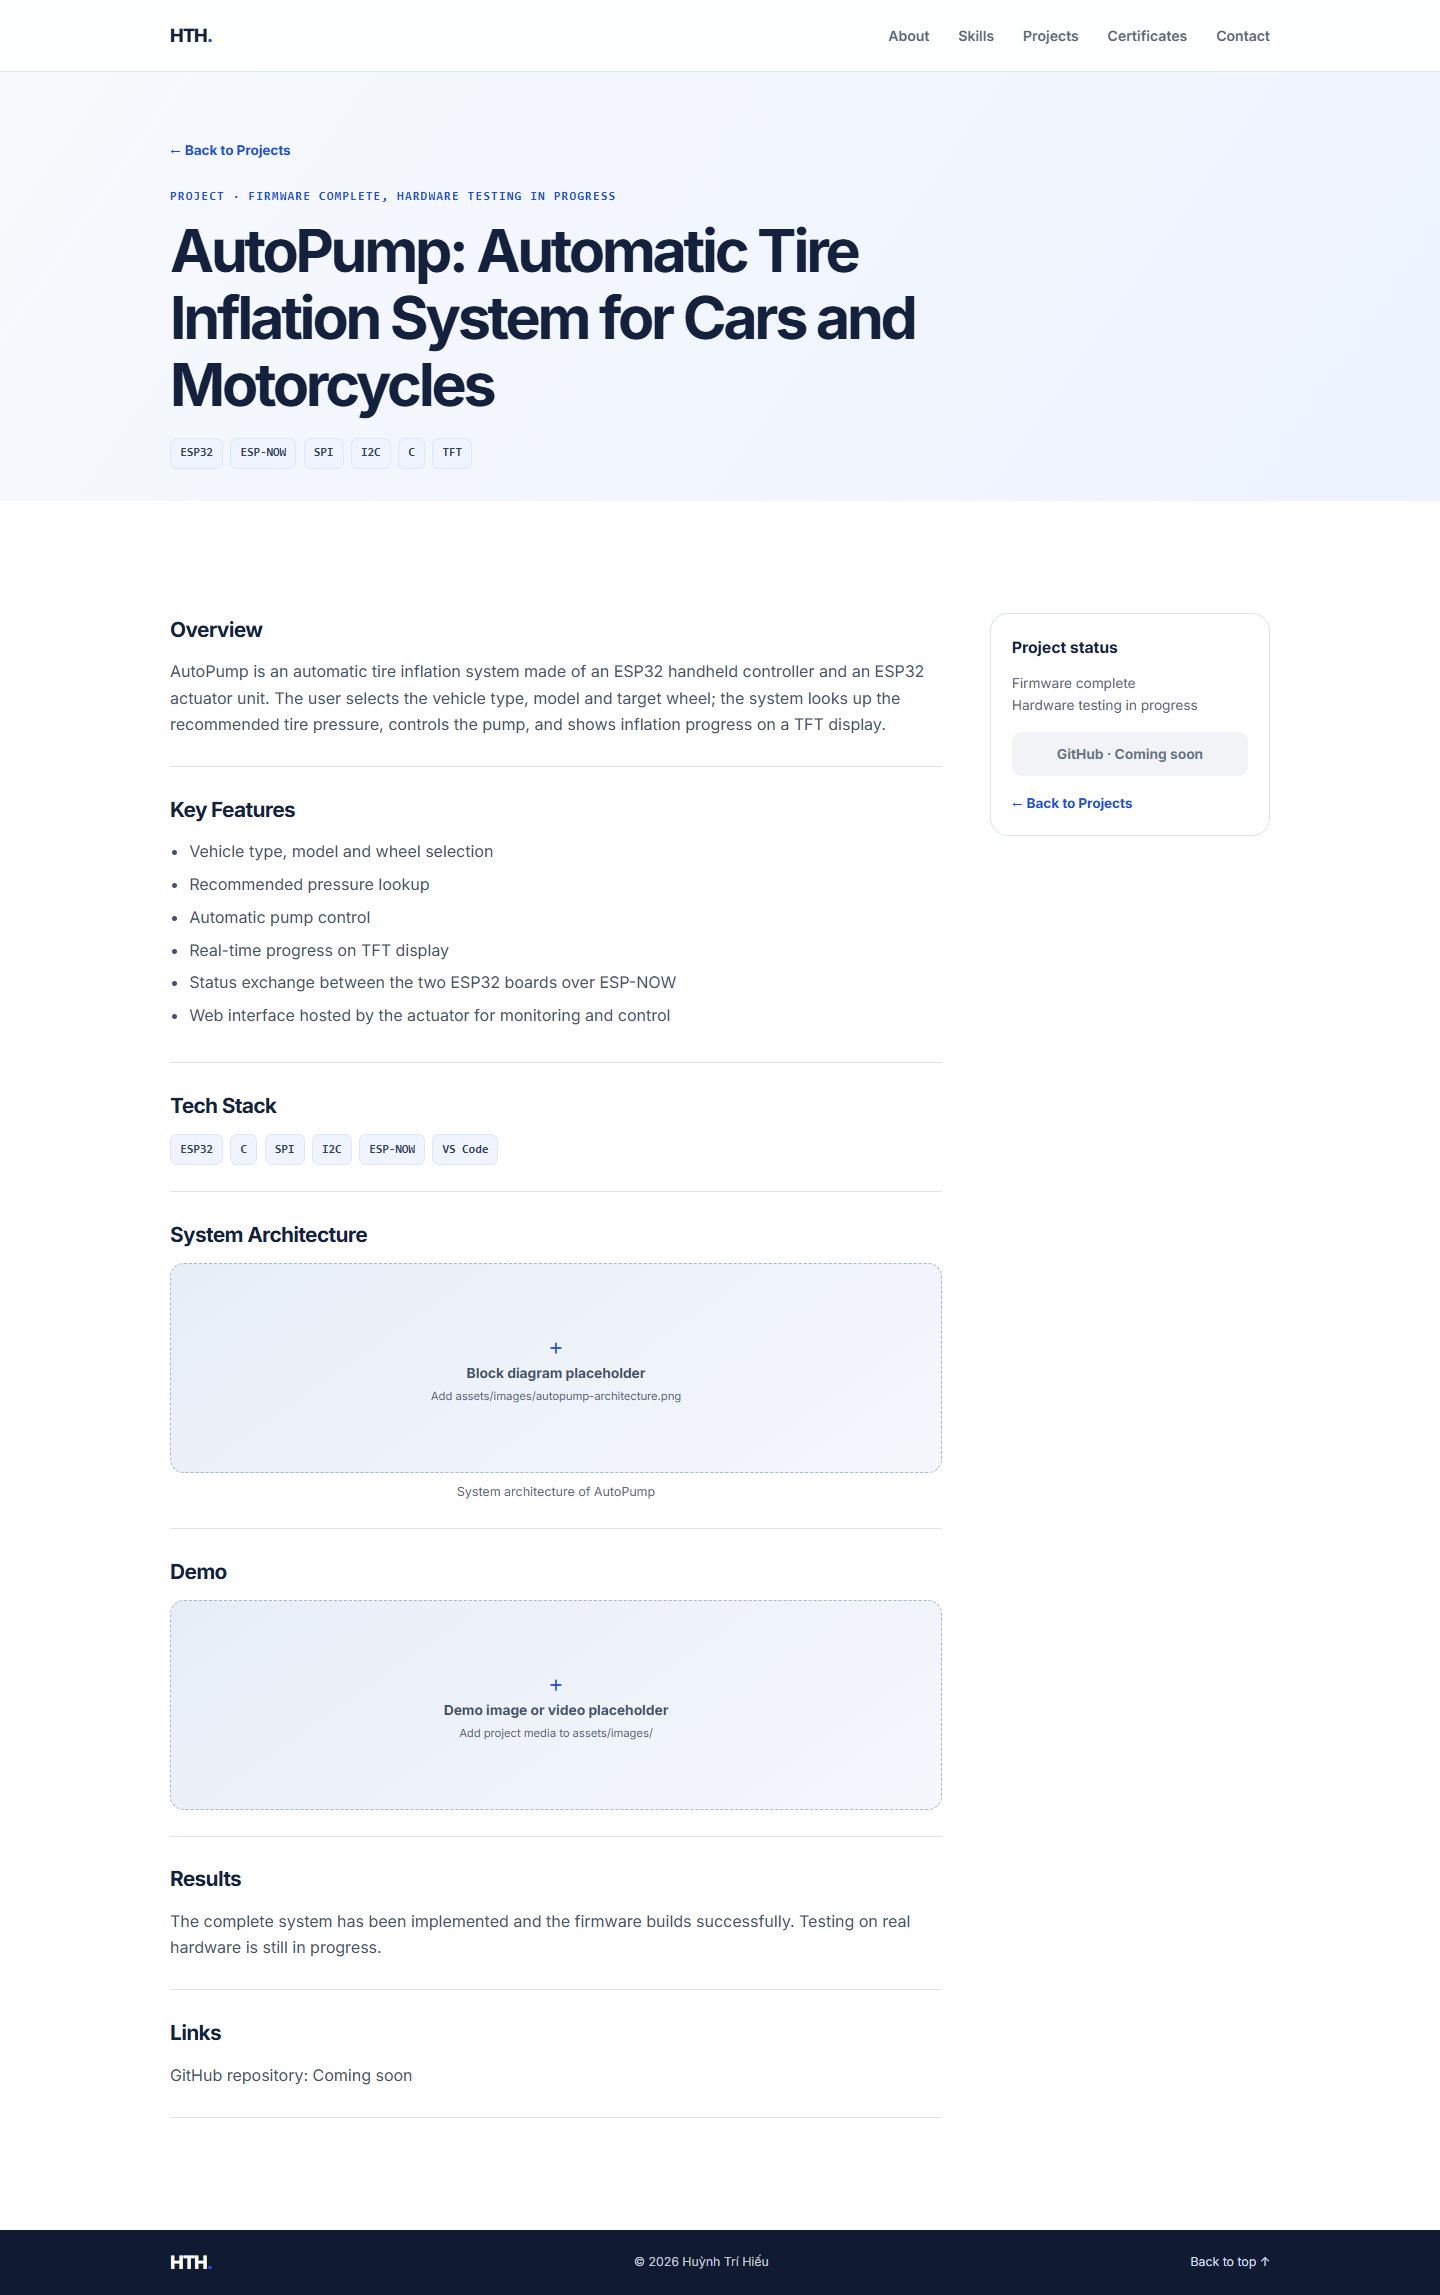 HTH.
About Skills Projects Certificates Contact
← Back to Projects
PROJECT · FIRMWARE COMPLETE, HARDWARE TESTING IN PROGRESS
AutoPump: Automatic Tire
Inflation System for Cars and
Motorcycles
ESP32 ESP-NOW SPI I2C C TFT
Overview
AutoPump is an automatic tire inflation system made of an ESP32 handheld controller and an ESP32
actuator unit. The user selects the vehicle type, model and target wheel; the system looks up the
recommended tire pressure, controls the pump, and shows inflation progress on a TFT display.
Project status
Firmware complete
Hardware testing in progress
GitHub · Coming soon
← Back to Projects
Key Features
• Vehicle type, model and wheel selection
• Recommended pressure lookup
• Automatic pump control
• Real-time progress on TFT display
• Status exchange between the two ESP32 boards over ESP-NOW
• Web interface hosted by the actuator for monitoring and control
Tech Stack
ESP32 C SPI I2C ESP-NOW VS Code
System Architecture
+
Block diagram placeholder
Add assets/images/autopump-architecture.png
System architecture of AutoPump
Demo
+
Demo image or video placeholder
Add project media to assets/images/
Results
The complete system has been implemented and the firmware builds successfully. Testing on real
hardware is still in progress.
Links
GitHub repository: Coming soon
HTH.
© 2026 Huỳnh Trí Hiếu
Back to top ↑